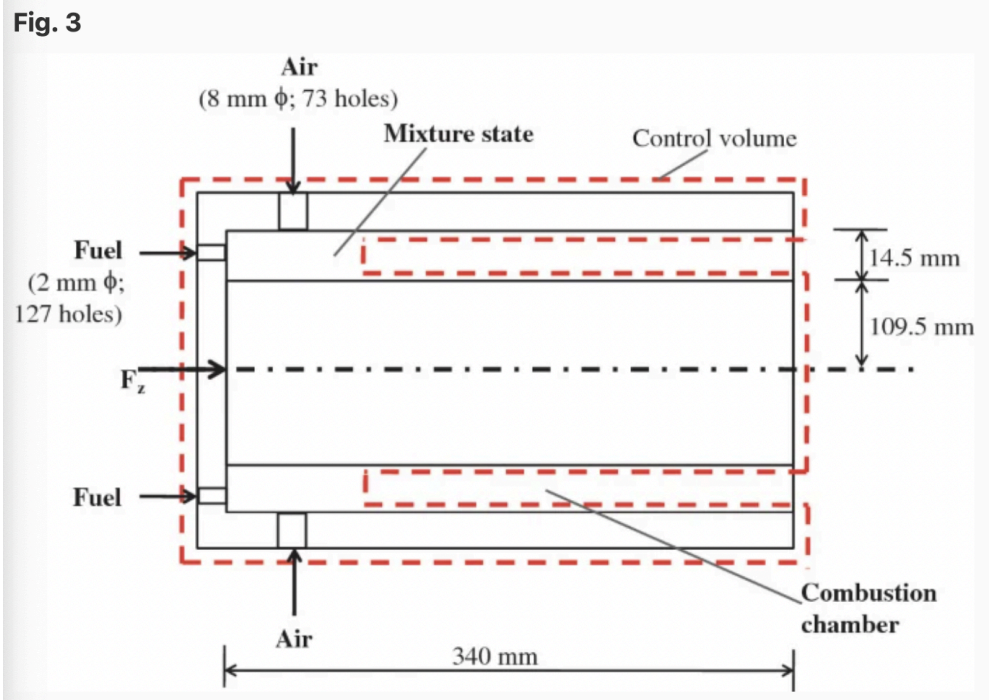 Fig. 3
Air
(8 mm ϕ; 73 holes)
Mixture state
Control volume
Fuel
(2 mm ϕ;
127 holes)
14.5 mm
109.5 mm
Fz
Fuel
Combustion
chamber
Air
340 mm